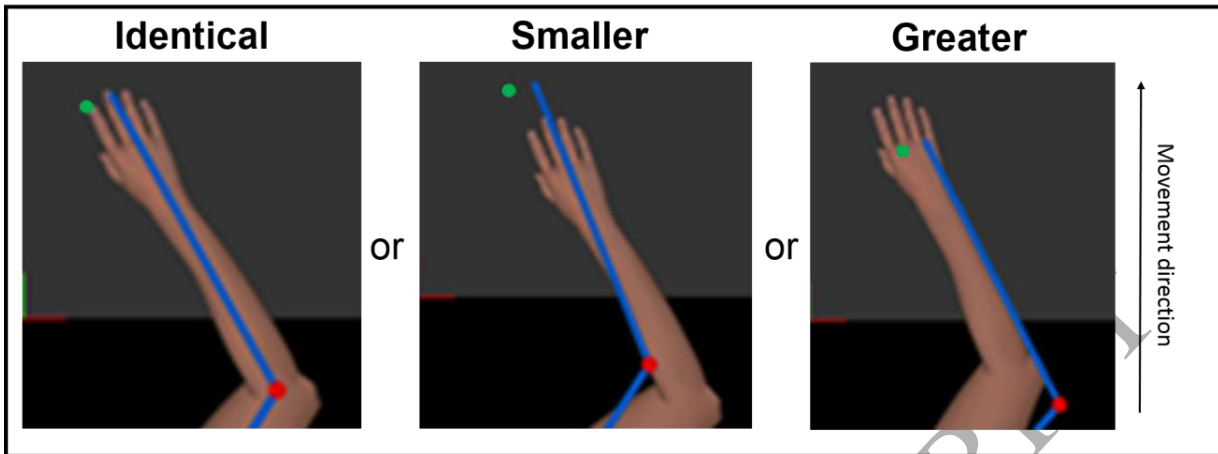 Identical
Smaller
Greater
or
or
Movement direction